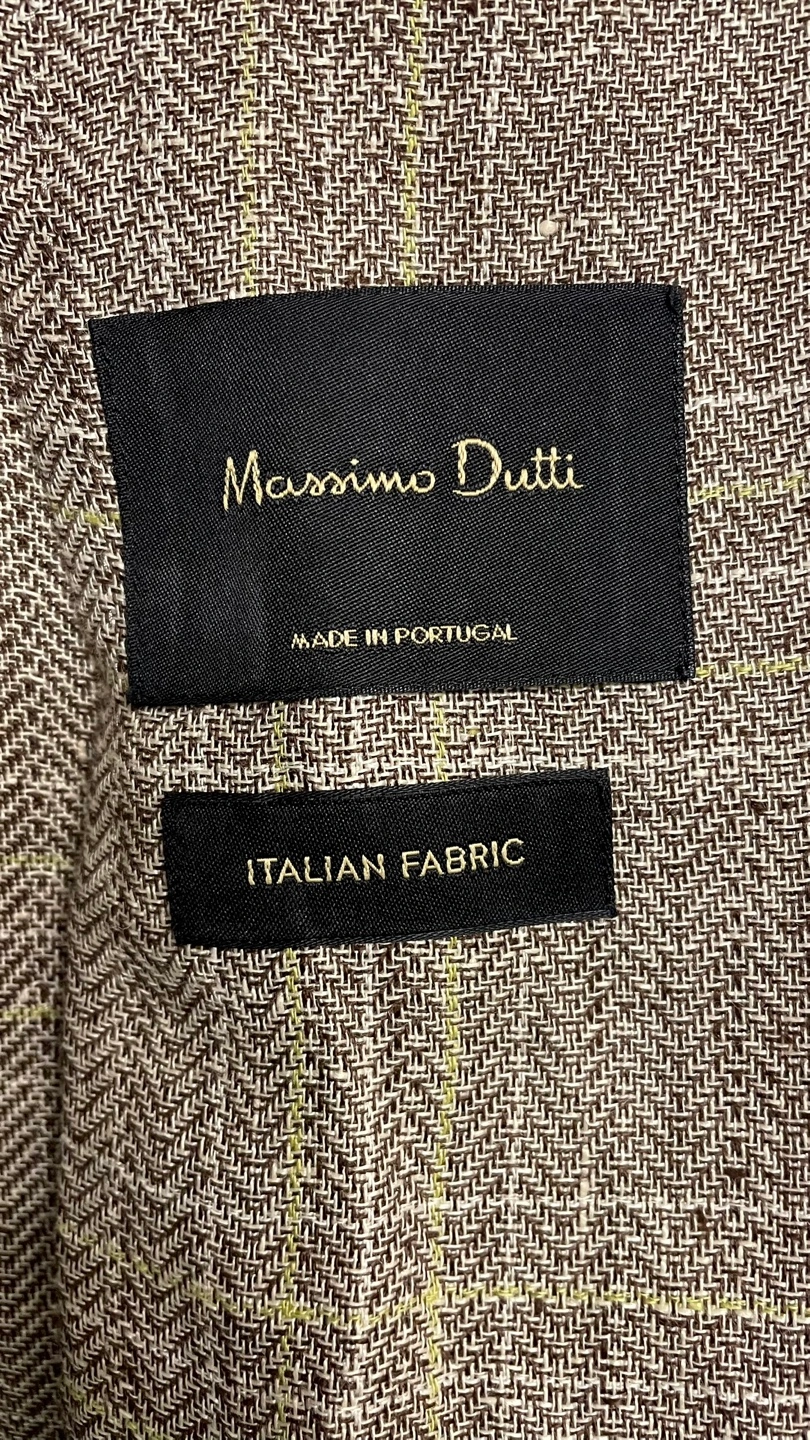 Massimo Dutti
MADE IN PORTUGAL
ITALIAN FABRIC